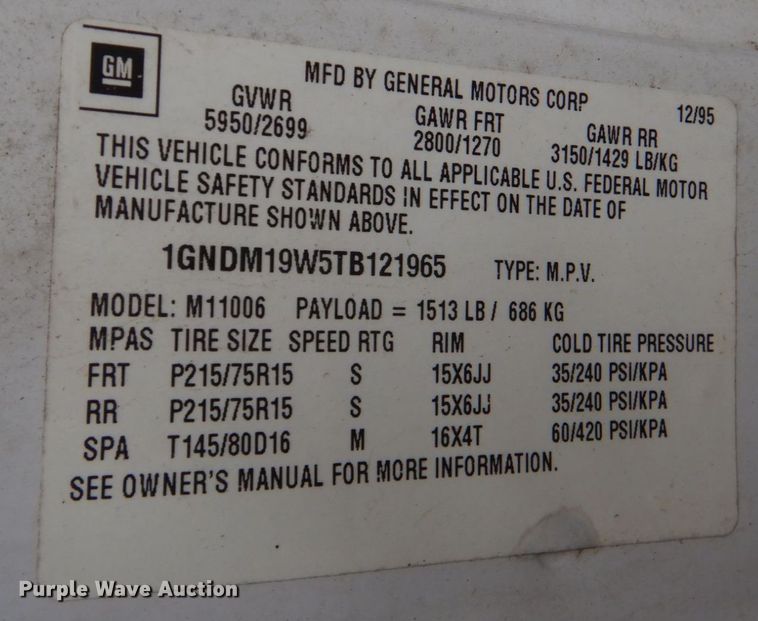 GM
MFD BY GENERAL MOTORS CORP 12/95
GVWR GAWR FRT GAWR RR
5950/2699 2800/1270 3150/1429 LB/KG
THIS VEHICLE CONFORMS TO ALL APPLICABLE U.S. FEDERAL MOTOR
VEHICLE SAFETY STANDARDS IN EFFECT ON THE DATE OF
MANUFACTURE SHOWN ABOVE.
1GNDM19W5TB121965 TYPE: M.P.V.
MODEL: M11006 PAYLOAD = 1513 LB/ 686 KG
MPAS TIRE SIZE SPEED RTG RIM COLD TIRE PRESSURE
FRT P215/75R15 S 15X6JJ 35/240 PSI/KPA
RR P215/75R15 S 15X6JJ 35/240 PSI/KPA
SPA T145/80D16 M 16X4T 60/420 PSI/KPA
SEE OWNER'S MANUAL FOR MORE INFORMATION.
Purple Wave Auction